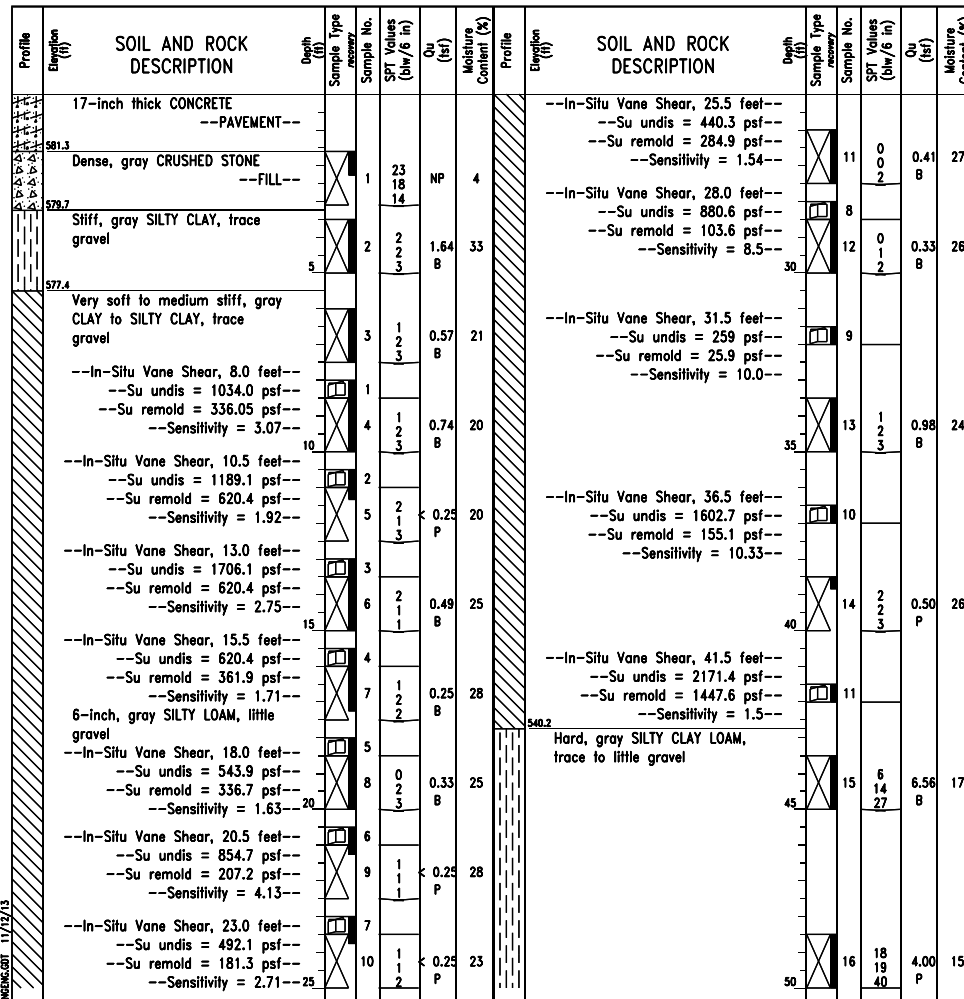 Profile
Elevation (ft)
SOIL AND ROCK
DESCRIPTION
Depth (ft)
Sample Type
recovery
Sample No.
SPT Values (blw/6 in)
Qu (tsf)
Moisture Content (%)
17-inch thick CONCRETE
--PAVEMENT--
581.3
Dense, gray CRUSHED STONE
--FILL--
1 23 18 14 NP 4
579.7
Stiff, gray SILTY CLAY, trace
gravel
2 2 2 3 1.64 B 33
5
577.4
Very soft to medium stiff, gray
CLAY to SILTY CLAY, trace
gravel
3 1 2 3 0.57 B 21
--In-Situ Vane Shear, 8.0 feet--
--Su undis = 1034.0 psf-- 1
--Su remold = 336.05 psf--
--Sensitivity = 3.07--
4 1 2 3 0.74 B 20
10
--In-Situ Vane Shear, 10.5 feet--
--Su undis = 1189.1 psf-- 2
--Su remold = 620.4 psf--
--Sensitivity = 1.92--
5 2 1 3 < 0.25 P 20
--In-Situ Vane Shear, 13.0 feet--
--Su undis = 1706.1 psf-- 3
--Su remold = 620.4 psf--
--Sensitivity = 2.75--
6 2 1 1 0.49 B 25
15
--In-Situ Vane Shear, 15.5 feet--
--Su undis = 620.4 psf-- 4
--Su remold = 361.9 psf--
--Sensitivity = 1.71--
7 1 2 2 0.25 B 28
6-inch, gray SILTY LOAM, little
gravel
--In-Situ Vane Shear, 18.0 feet-- 5
--Su undis = 543.9 psf--
--Su remold = 336.7 psf--
--Sensitivity = 1.63-- 20
8 0 2 3 0.33 B 25
--In-Situ Vane Shear, 20.5 feet-- 6
--Su undis = 854.7 psf--
--Su remold = 207.2 psf--
--Sensitivity = 4.13--
9 1 1 1 < 0.25 P 28
--In-Situ Vane Shear, 23.0 feet-- 7
--Su undis = 492.1 psf--
--Su remold = 181.3 psf--
--Sensitivity = 2.71-- 25
10 1 1 2 < 0.25 P 23
NGENG.GDT 11/12/13
Profile
Elevation (ft)
SOIL AND ROCK
DESCRIPTION
Depth (ft)
Sample Type
recovery
Sample No.
SPT Values (blw/6 in)
Qu (tsf)
Moisture Content (%)
--In-Situ Vane Shear, 25.5 feet--
--Su undis = 440.3 psf--
--Su remold = 284.9 psf--
--Sensitivity = 1.54--
11 0 0 2 0.41 B 27
--In-Situ Vane Shear, 28.0 feet--
--Su undis = 880.6 psf-- 8
--Su remold = 103.6 psf--
--Sensitivity = 8.5--
12 0 1 2 0.33 B 26
30
--In-Situ Vane Shear, 31.5 feet--
--Su undis = 259 psf-- 9
--Su remold = 25.9 psf--
--Sensitivity = 10.0--
13 1 2 3 0.98 B 24
35
--In-Situ Vane Shear, 36.5 feet--
--Su undis = 1602.7 psf-- 10
--Su remold = 155.1 psf--
--Sensitivity = 10.33--
14 2 2 3 0.50 P 26
40
--In-Situ Vane Shear, 41.5 feet--
--Su undis = 2171.4 psf--
--Su remold = 1447.6 psf-- 11
--Sensitivity = 1.5--
540.2
Hard, gray SILTY CLAY LOAM,
trace to little gravel
15 6 14 27 6.56 B 17
45
16 18 19 40 4.00 P 15
50